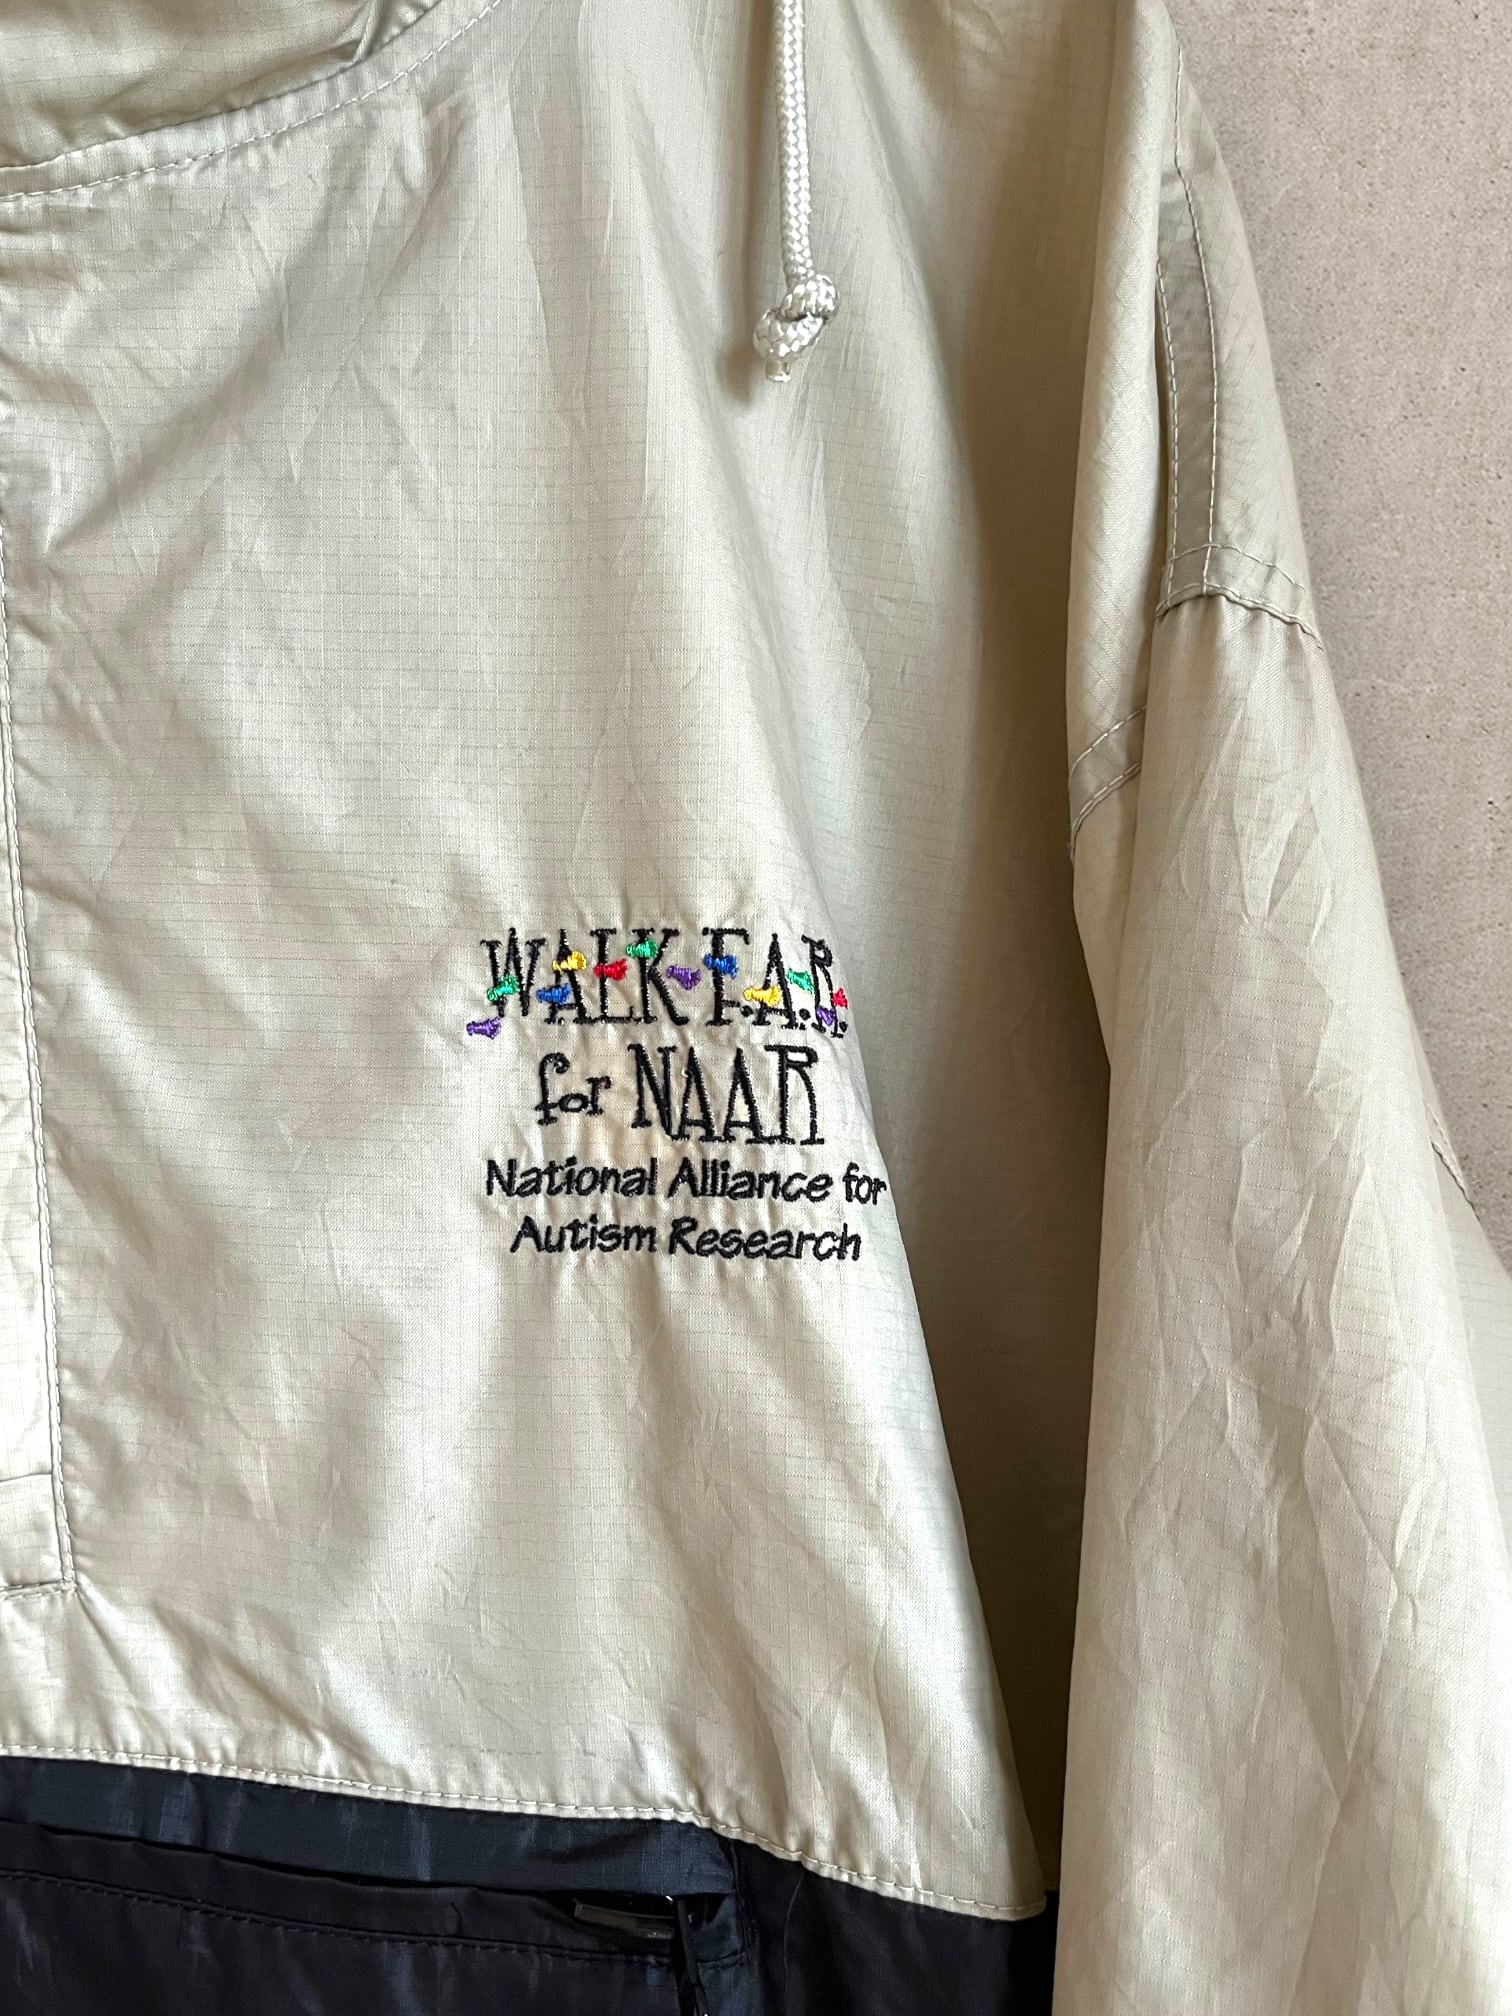 WALK F.A.R.
for NAAR
National Alliance for
Autism Research